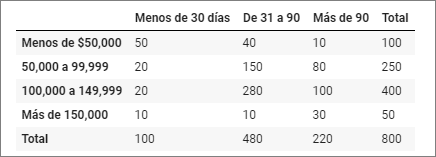 Menos de 30 días De 31 a 90 Más de 90 Total
Menos de $50,000 50 40 10 100
50,000 a 99,999 20 150 80 250
100,000 a 149,999 20 280 100 400
Más de 150,000 10 10 30 50
Total 100 480 220 800